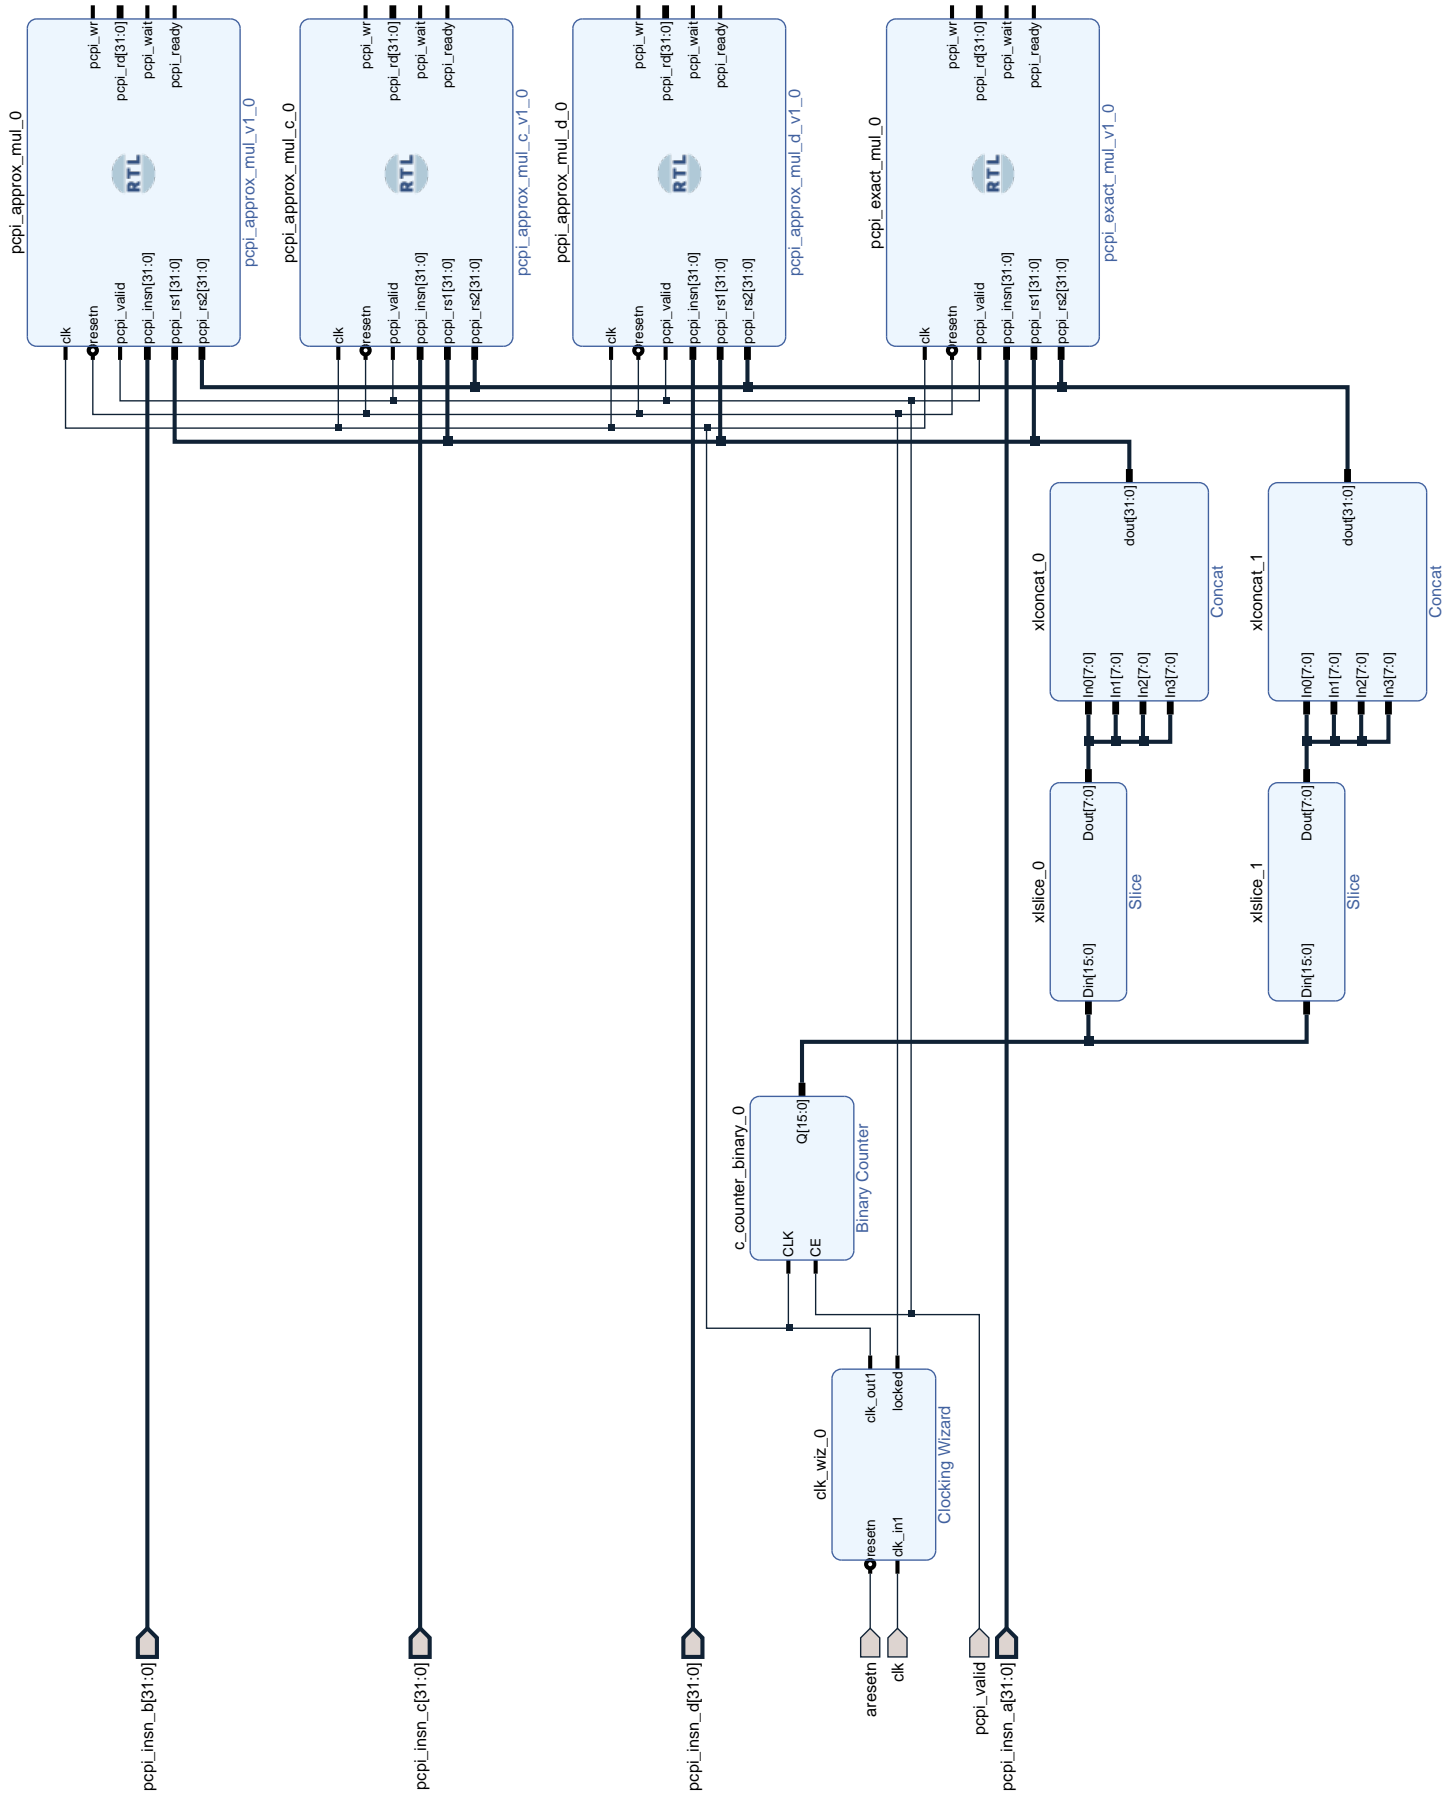 pcpi_approx_mul_0
clk
resetn
pcpi_valid
pcpi_insn[31:0]
pcpi_rs1[31:0]
pcpi_rs2[31:0]
RTL
pcpi_wr
pcpi_rd[31:0]
pcpi_wait
pcpi_ready
pcpi_approx_mul_v1_0
pcpi_approx_mul_c_0
clk
resetn
pcpi_valid
pcpi_insn[31:0]
pcpi_rs1[31:0]
pcpi_rs2[31:0]
RTL
pcpi_wr
pcpi_rd[31:0]
pcpi_wait
pcpi_ready
pcpi_approx_mul_c_v1_0
pcpi_approx_mul_d_0
clk
resetn
pcpi_valid
pcpi_insn[31:0]
pcpi_rs1[31:0]
pcpi_rs2[31:0]
RTL
pcpi_wr
pcpi_rd[31:0]
pcpi_wait
pcpi_ready
pcpi_approx_mul_d_v1_0
pcpi_exact_mul_0
clk
resetn
pcpi_valid
pcpi_insn[31:0]
pcpi_rs1[31:0]
pcpi_rs2[31:0]
RTL
pcpi_wr
pcpi_rd[31:0]
pcpi_wait
pcpi_ready
pcpi_exact_mul_v1_0
xlconcat_0
In0[7:0]
In1[7:0]
In2[7:0]
In3[7:0]
dout[31:0]
Concat
xlconcat_1
In0[7:0]
In1[7:0]
In2[7:0]
In3[7:0]
dout[31:0]
Concat
xlslice_0
Din[15:0]
Dout[7:0]
Slice
xlslice_1
Din[15:0]
Dout[7:0]
Slice
c_counter_binary_0
CLK
CE
Q[15:0]
Binary Counter
clk_wiz_0
resetn
clk_in1
clk_out1
locked
Clocking Wizard
pcpi_insn_b[31:0]
pcpi_insn_c[31:0]
pcpi_insn_d[31:0]
aresetn
clk
pcpi_valid
pcpi_insn_a[31:0]